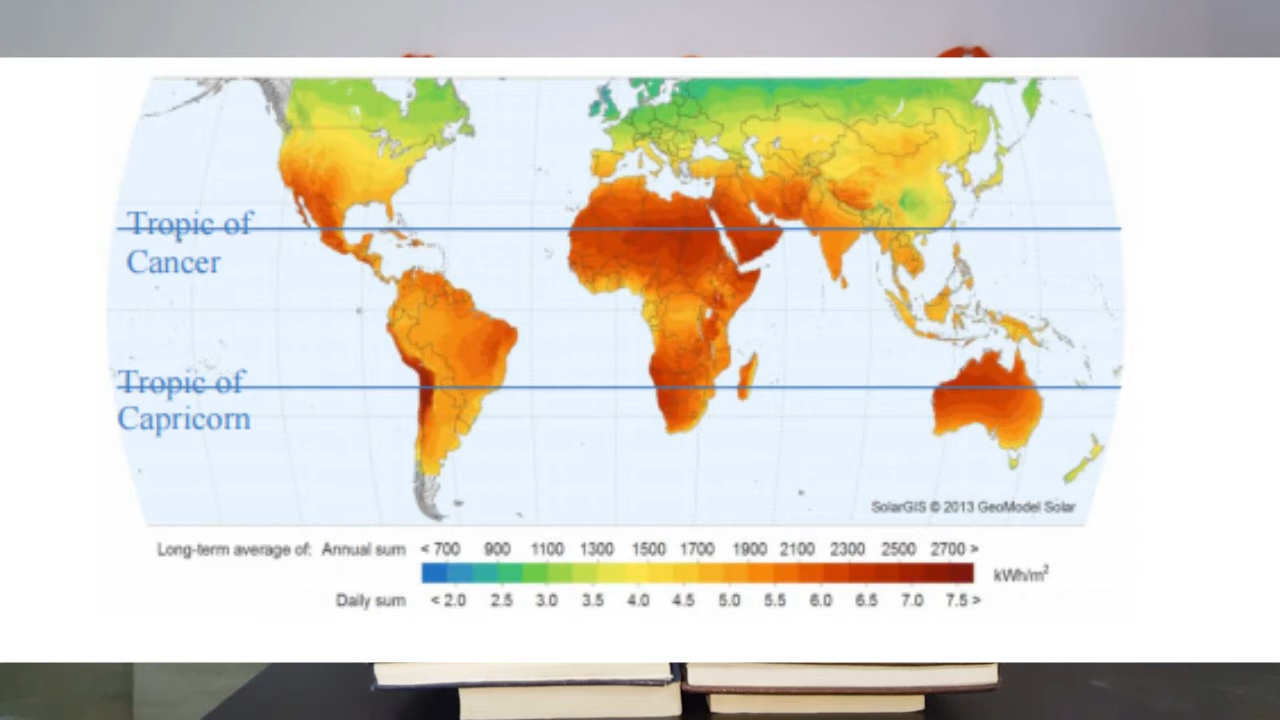 Tropic of
Cancer
Tropic of
Capricorn
SolarGIS © 2013 GeoModel Solar
Long-term average of: Annual sum < 700 900 1100 1300 1500 1700 1900 2100 2300 2500 2700 >
kWh/m²
Daily sum < 2.0 2.5 3.0 3.5 4.0 4.5 5.0 5.5 6.0 6.5 7.0 7.5 >